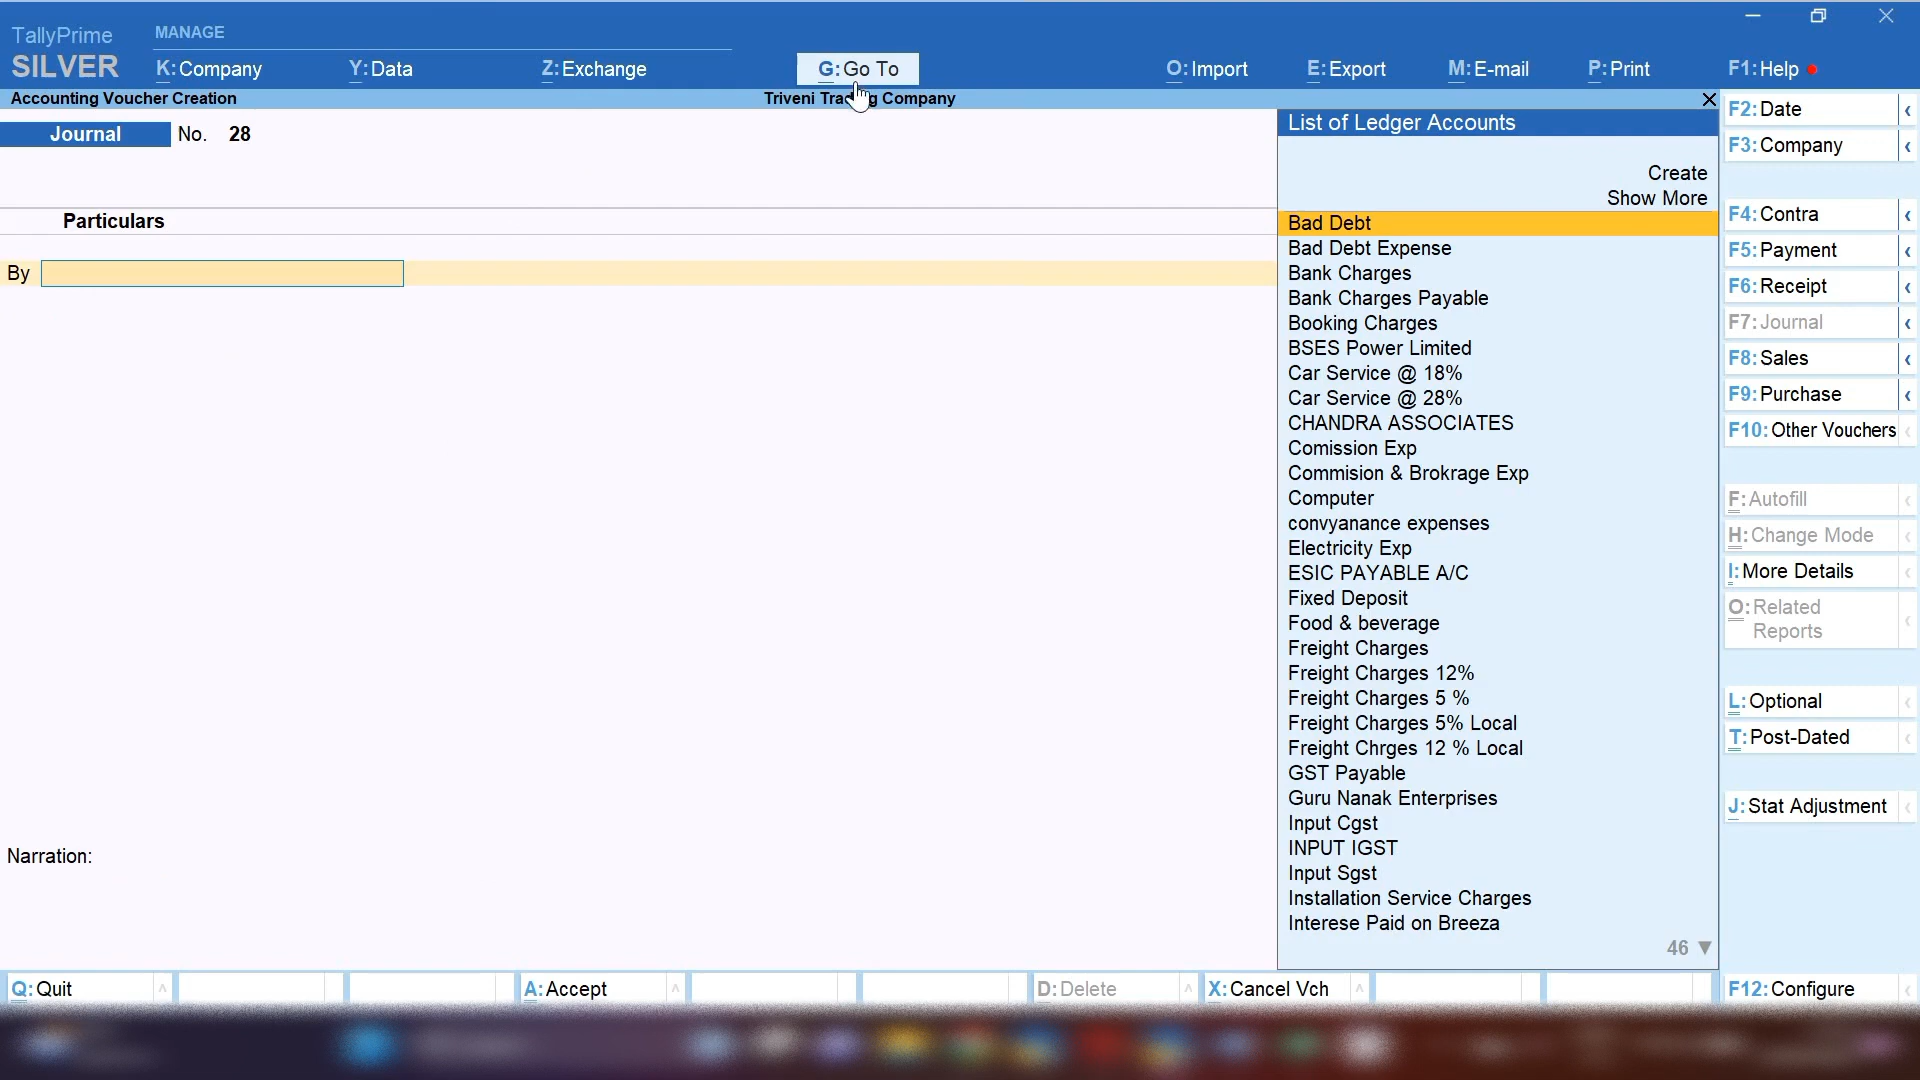 TallyPrime
SILVER
MANAGE
K:Company
Y:Data
Z:Exchange
G:Go To
O:Import
E:Export
M:E-mail
P:Print
F1:Help
Accounting Voucher Creation
Triveni Trading Company
Journal
No. 28
Particulars
By
Narration:
List of Ledger Accounts
Create
Show More
Bad Debt
Bad Debt Expense
Bank Charges
Bank Charges Payable
Booking Charges
BSES Power Limited
Car Service @ 18%
Car Service @ 28%
CHANDRA ASSOCIATES
Comission Exp
Commision & Brokrage Exp
Computer
convyanance expenses
Electricity Exp
ESIC PAYABLE A/C
Fixed Deposit
Food & beverage
Freight Charges
Freight Charges 12%
Freight Charges 5 %
Freight Charges 5% Local
Freight Chrges 12 % Local
GST Payable
Guru Nanak Enterprises
Input Cgst
INPUT IGST
Input Sgst
Installation Service Charges
Interese Paid on Breeza
46 ▼
F2:Date
F3:Company
F4:Contra
F5:Payment
F6:Receipt
F7:Journal
F8:Sales
F9:Purchase
F10:Other Vouchers
F:Autofill
H:Change Mode
I:More Details
O:Related
Reports
L:Optional
T:Post-Dated
J:Stat Adjustment
F12:Configure
Q:Quit
A:Accept
D:Delete
X:Cancel Vch